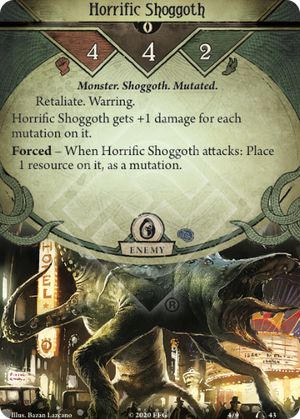 Horrific Shoggoth
0
4 4 2
Monster. Shoggoth. Mutated.
Retaliate. Warring.
Horrific Shoggoth gets +1 damage for each
mutation on it.
Forced – When Horrific Shoggoth attacks: Place
1 resource on it, as a mutation.
ENEMY
HOTEL
®
Illus. Bazan Lazcano
© 2020 FFG
4/9
43